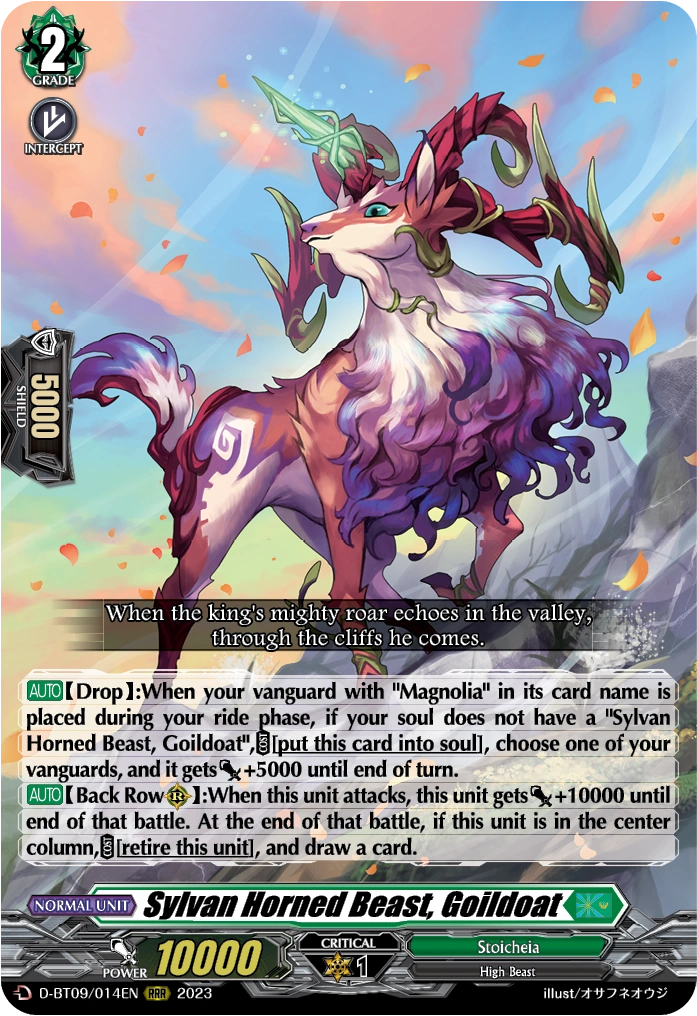 2
GRADE
INTERCEPT
5000
SHIELD
When the king's mighty roar echoes in the valley,
through the cliffs he comes.
AUTO【Drop】:When your vanguard with "Magnolia" in its card name is
placed during your ride phase, if your soul does not have a "Sylvan
Horned Beast, Goildoat", COST [put this card into soul], choose one of your
vanguards, and it gets +5000 until end of turn.
AUTO【Back Row R】:When this unit attacks, this unit gets +10000 until
end of that battle. At the end of that battle, if this unit is in the center
column, COST [retire this unit], and draw a card.
NORMAL UNIT Sylvan Horned Beast, Goildoat
POWER 10000 CRITICAL 1 Stoicheia
High Beast
D-BT09/014EN RRR 2023 illust/オサフネオウジ